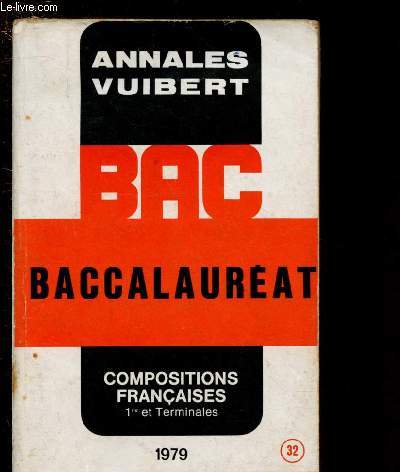 Le-livre.fr
ANNALES
VUIBERT
BAC
BACCALAURÉAT
COMPOSITIONS
FRANÇAISES
1re et Terminales
1979
32